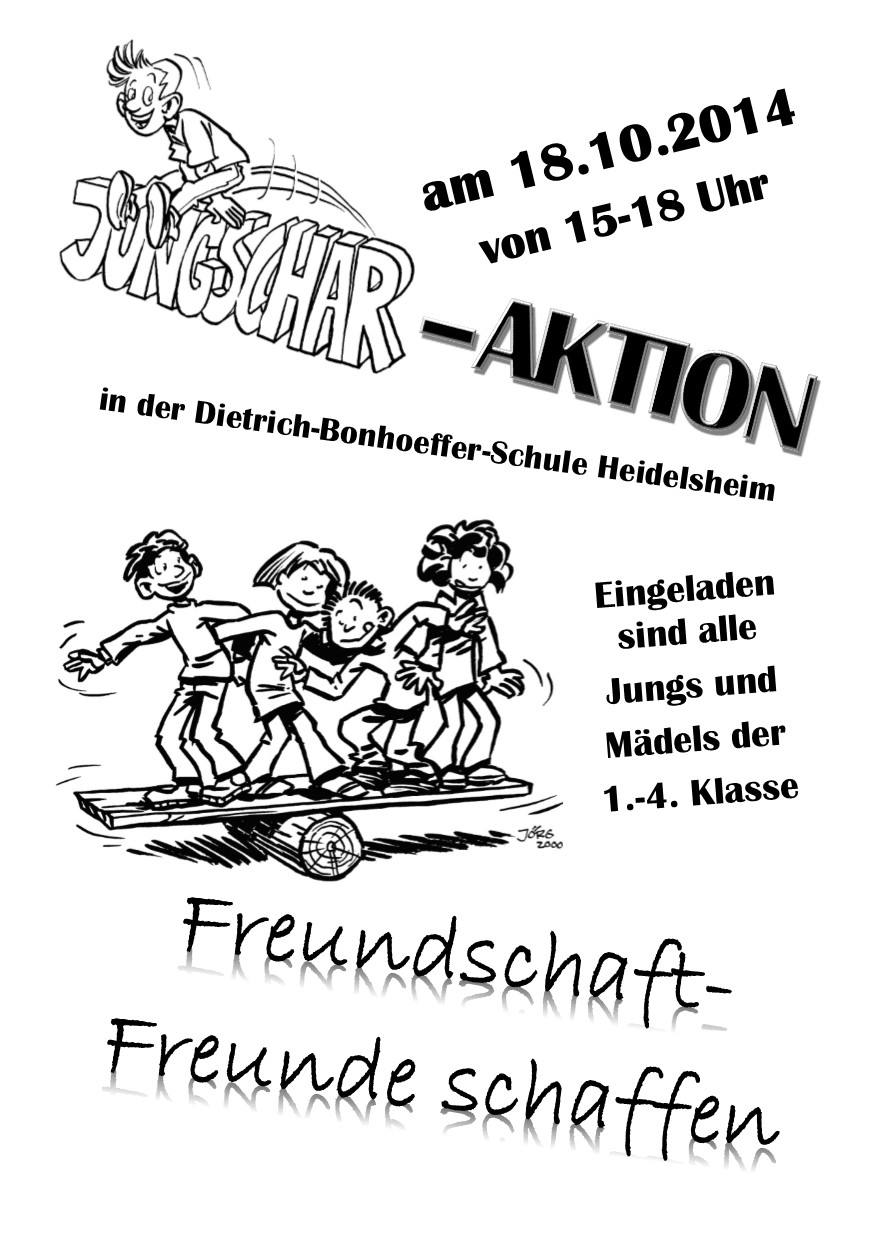 am 18.10.2014
von 15-18 Uhr
JUNGSCHAR
–AKTION
in der Dietrich-Bonhoeffer-Schule Heidelsheim
Eingeladen
sind alle
Jungs und
Mädels der
1.-4. Klasse
JÖRG
2000
Freundschaft-
Freunde schaffen